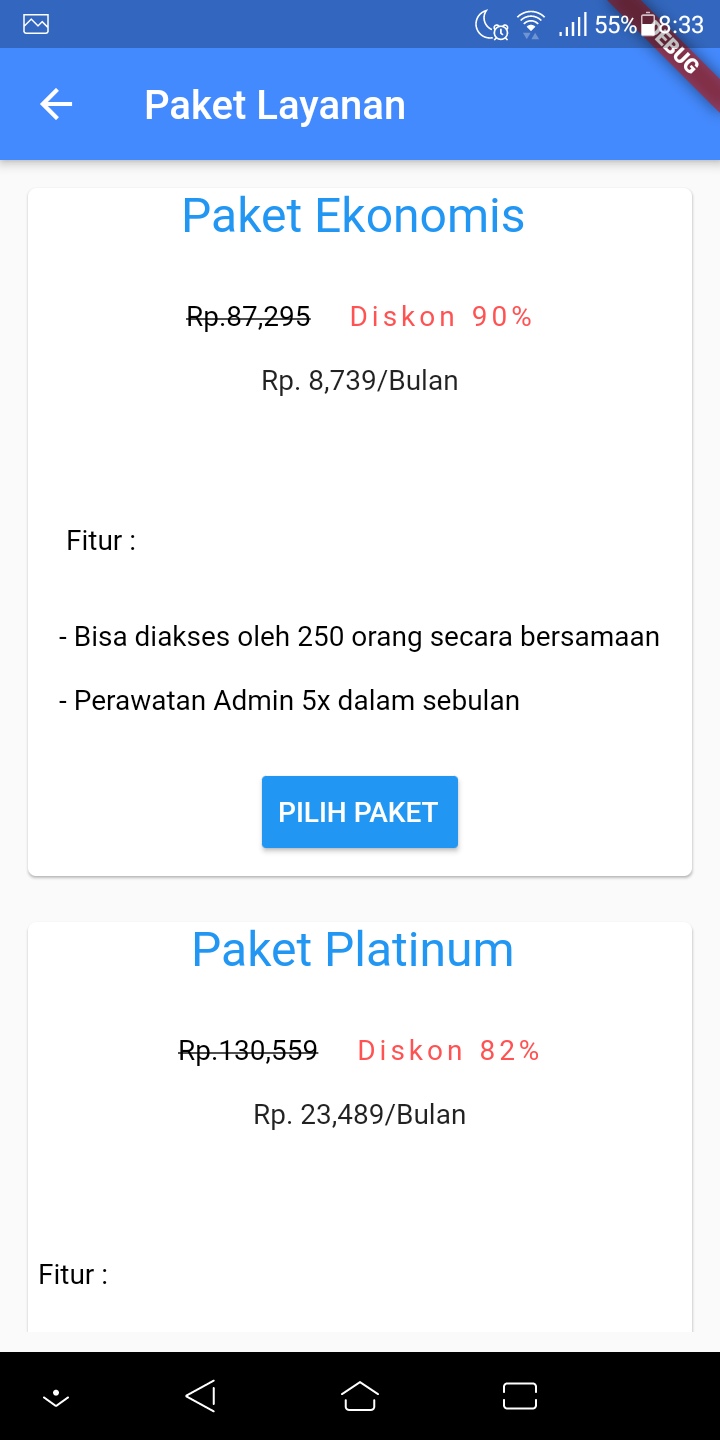 55% 8:33
DEBUG
Paket Layanan
Paket Ekonomis
Rp.87,295 Diskon 90%
Rp. 8,739/Bulan
Fitur :
- Bisa diakses oleh 250 orang secara bersamaan
- Perawatan Admin 5x dalam sebulan
PILIH PAKET
Paket Platinum
Rp.130,559 Diskon 82%
Rp. 23,489/Bulan
Fitur :